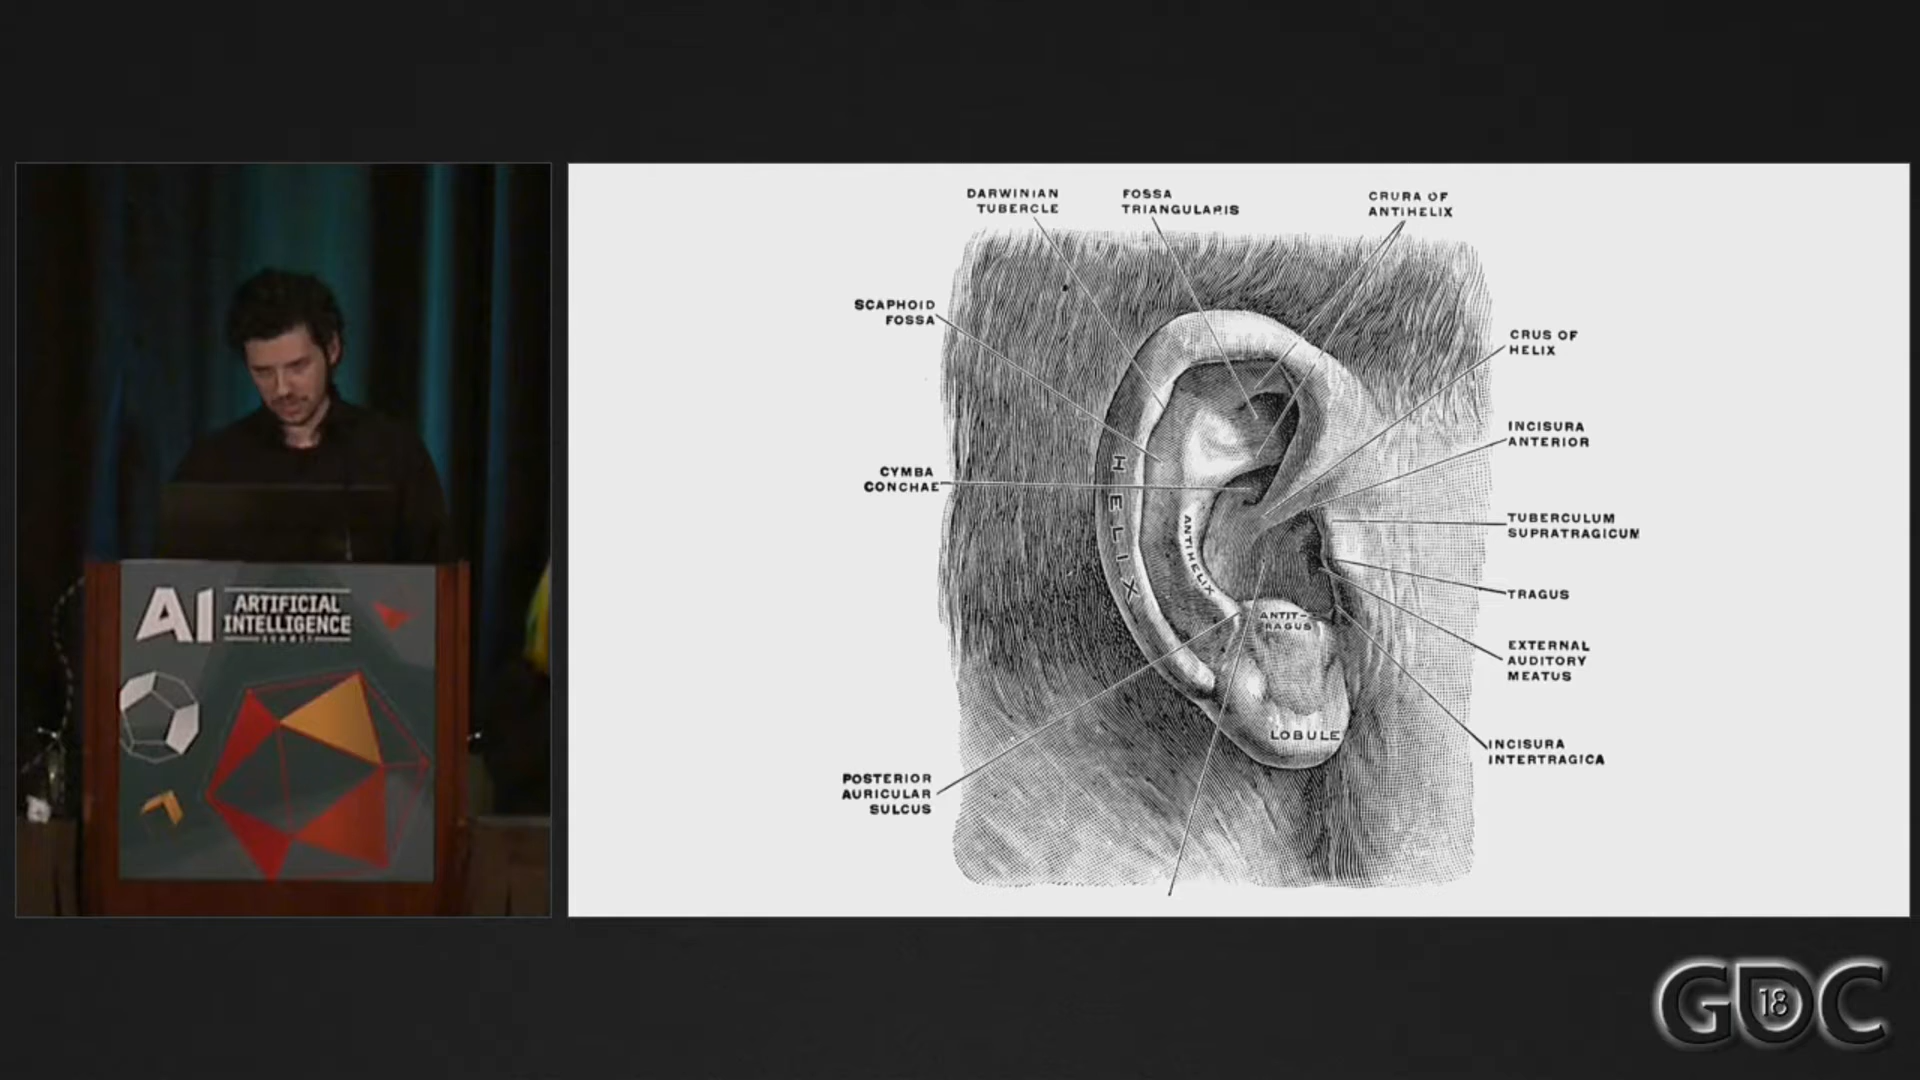 AI
ARTIFICIAL
INTELLIGENCE
SUMMIT
DARWINIAN
TUBERCLE
FOSSA
TRIANGULARIS
CRURA OF
ANTIHELIX
SCAPHOID
FOSSA
CRUS OF
HELIX
INCISURA
ANTERIOR
CYMBA
CONCHAE
HELIX
ANTIHELIX
TUBERCULUM
SUPRATRAGICUM
TRAGUS
ANTIT-
RAGUS
EXTERNAL
AUDITORY
MEATUS
LOBULE
INCISURA
INTERTRAGICA
POSTERIOR
AURICULAR
SULCUS
GDC
18